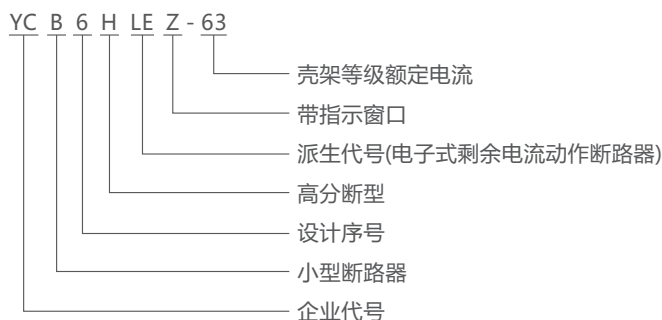 YC B 6 H LE Z - 63
壳架等级额定电流
带指示窗口
派生代号(电子式剩余电流动作断路器)
高分断型
设计序号
小型断路器
企业代号